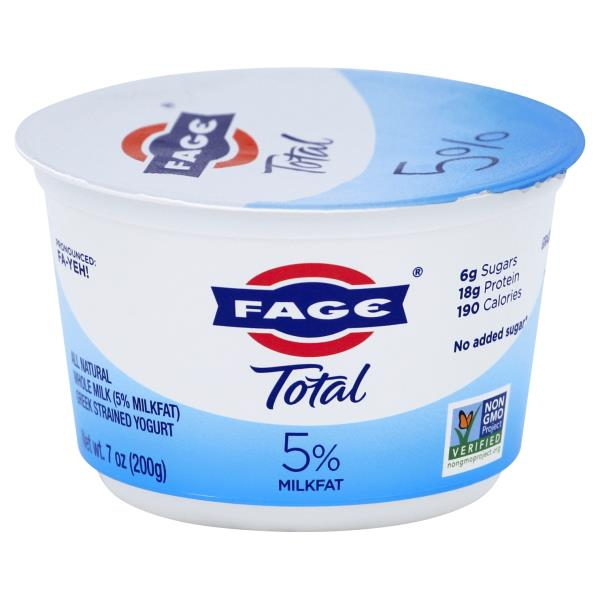 FAGE
Total
5%
PRONOUNCED:
FA-YEH!
FAGE®
Total
5%
MILKFAT
6g Sugars
18g Protein
190 Calories
No added sugar*
ALL NATURAL
WHOLE MILK (5% MILKFAT)
GREEK STRAINED YOGURT
Net wt. 7 oz (200g)
NON
GMO
Project
VERIFIED
nongmoproject.org